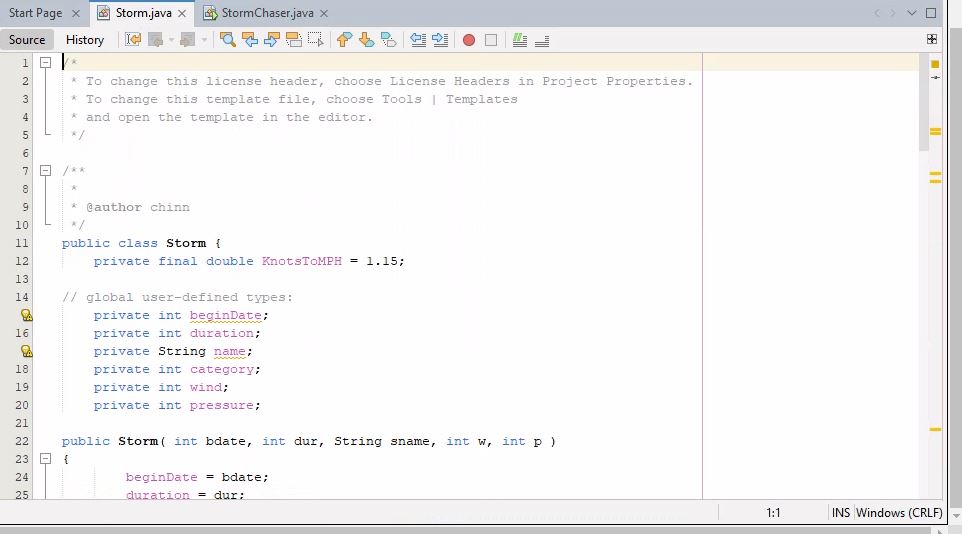 Start Page Storm.java StormChaser.java
Source History
1 /*
2 * To change this license header, choose License Headers in Project Properties.
3 * To change this template file, choose Tools | Templates
4 * and open the template in the editor.
5 */
6
7 /**
8 *
9 * @author chinn
10 */
11 public class Storm {
12 private final double KnotsToMPH = 1.15;
13
14 // global user-defined types:
private int beginDate;
16 private int duration;
private String name;
18 private int category;
19 private int wind;
20 private int pressure;
21
22 public Storm( int bdate, int dur, String sname, int w, int p )
23 {
24 beginDate = bdate;
25 duration = dur;
1:1 INS Windows (CRLF)